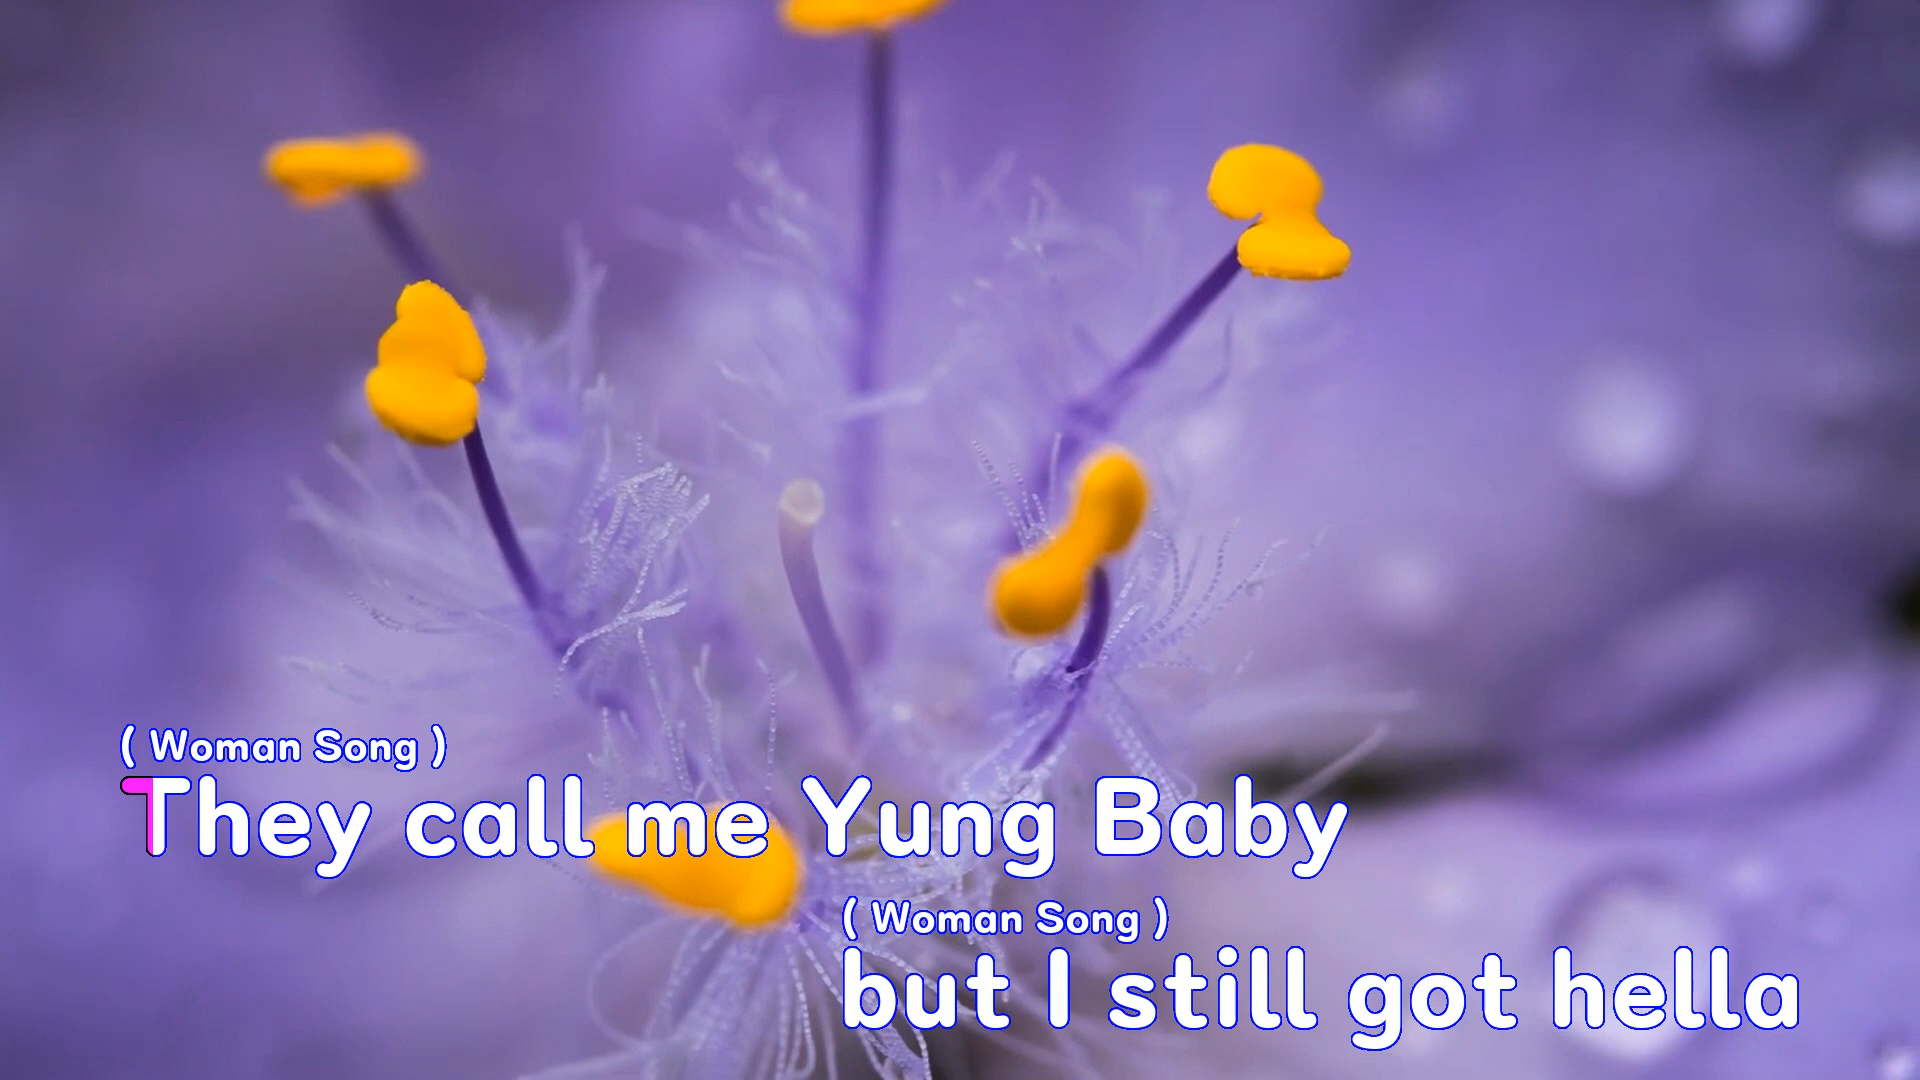 ( Woman Song )
They call me Yung Baby
( Woman Song )
but I still got hella